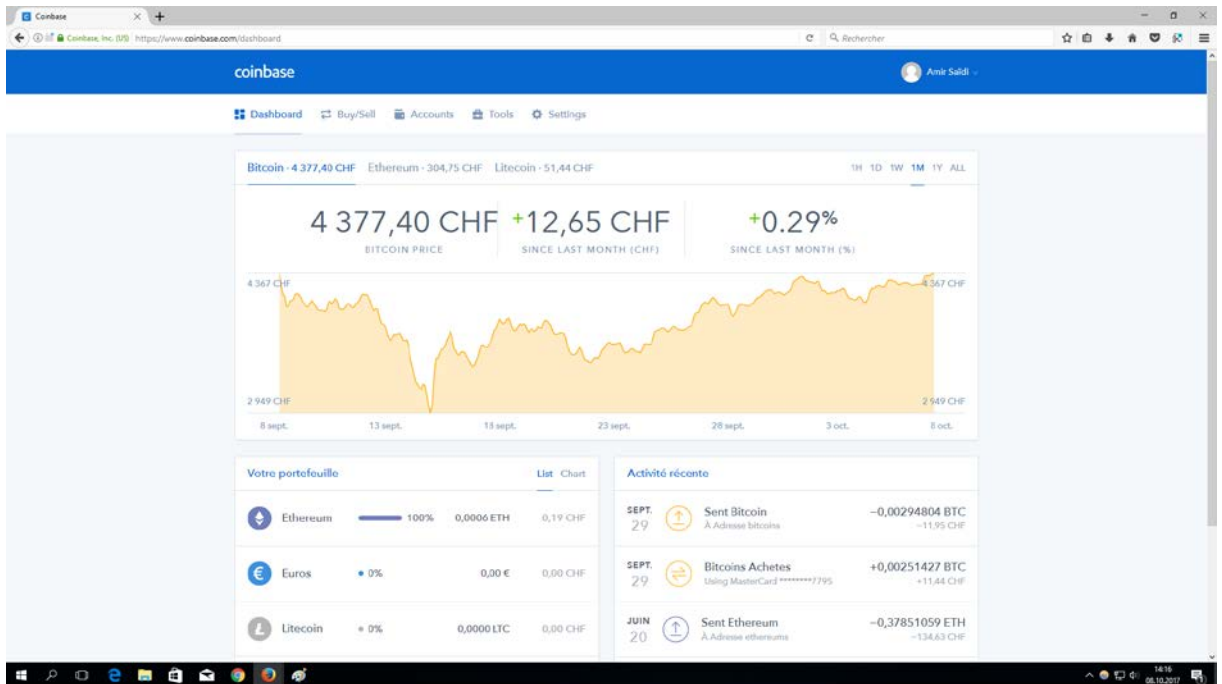 Coinbase
Coinbase, Inc. (US) https://www.coinbase.com/dashboard Rechercher
coinbase Amir Saïdi
Dashboard Buy/Sell Accounts Tools Settings
Bitcoin · 4 377,40 CHF Ethereum · 304,75 CHF Litecoin · 51,44 CHF 1H 1D 1W 1M 1Y ALL
4 377,40 CHF +12,65 CHF +0.29%
BITCOIN PRICE SINCE LAST MONTH (CHF) SINCE LAST MONTH (%)
4 367 CHF 4 367 CHF
2 949 CHF 2 949 CHF
8 sept. 13 sept. 18 sept. 23 sept. 28 sept. 3 oct. 8 oct.
Votre portefeuille List Chart Activité récente
Ethereum 100% 0,0006 ETH 0,19 CHF
SEPT. 29 Sent Bitcoin −0,00294804 BTC
À Adresse bitcoins −11,95 CHF
Euros 0% 0,00 € 0,00 CHF
SEPT. 29 Bitcoins Achetes +0,00251427 BTC
Using MasterCard ********7795 +11,44 CHF
Litecoin 0% 0,0000 LTC 0,00 CHF
JUIN 20 Sent Ethereum −0,37851059 ETH
À Adresse ethereums −134,63 CHF
14:16
08.10.2017